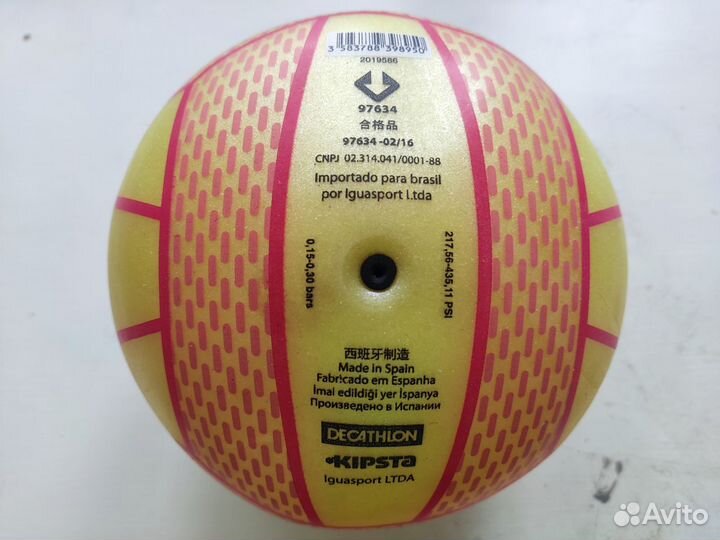 3 583788 398950
2019586
97634
合格品
97634 -02/16
CNPJ 02.314.041/0001-88
Importado para brasil
por Iguasport Ltda
0,15-0,30 bars
217,56-435,11 PSI
西班牙制造
Made in Spain
Fabricado em Espanha
Imal edildiği yer İspanya
Произведено в Испании
DECATHLON
KIPSTA
Iguasport LTDA
Avito